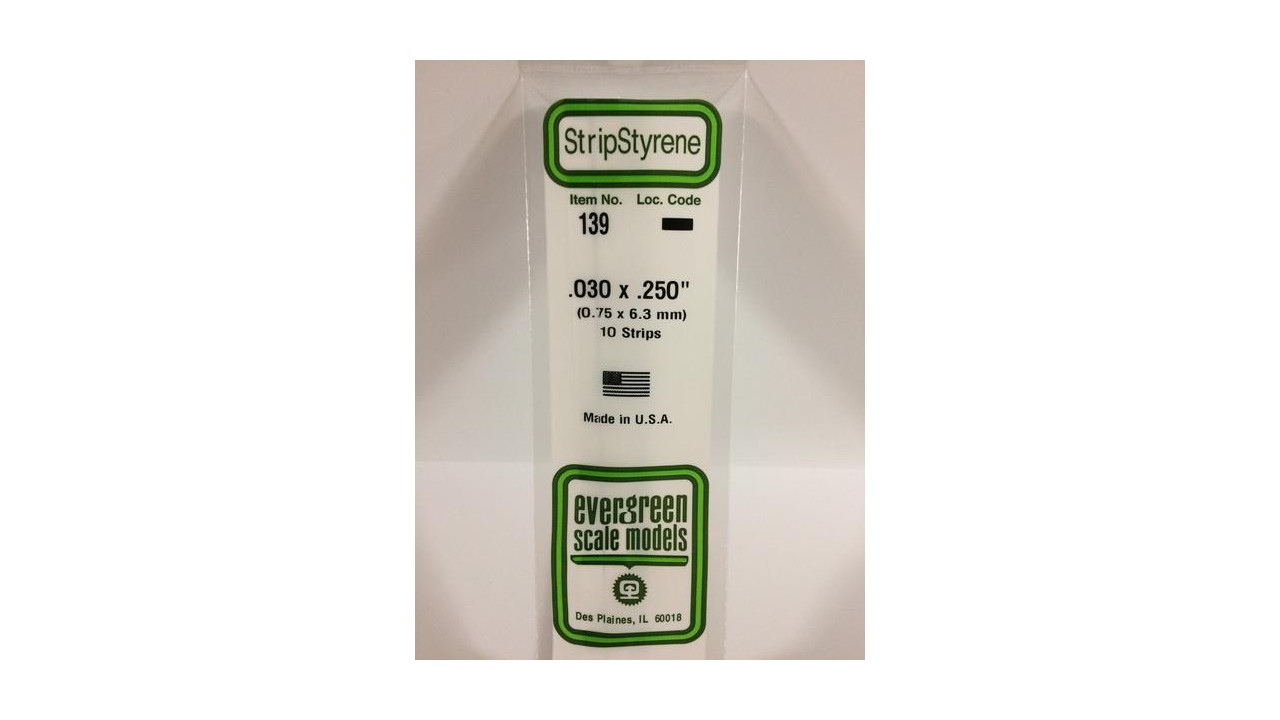 StripStyrene
Item No. Loc. Code
139
.030 x .250"
(0.75 x 6.3 mm)
10 Strips
Made in U.S.A.
evergreen
scale models
Des Plaines, IL 60018